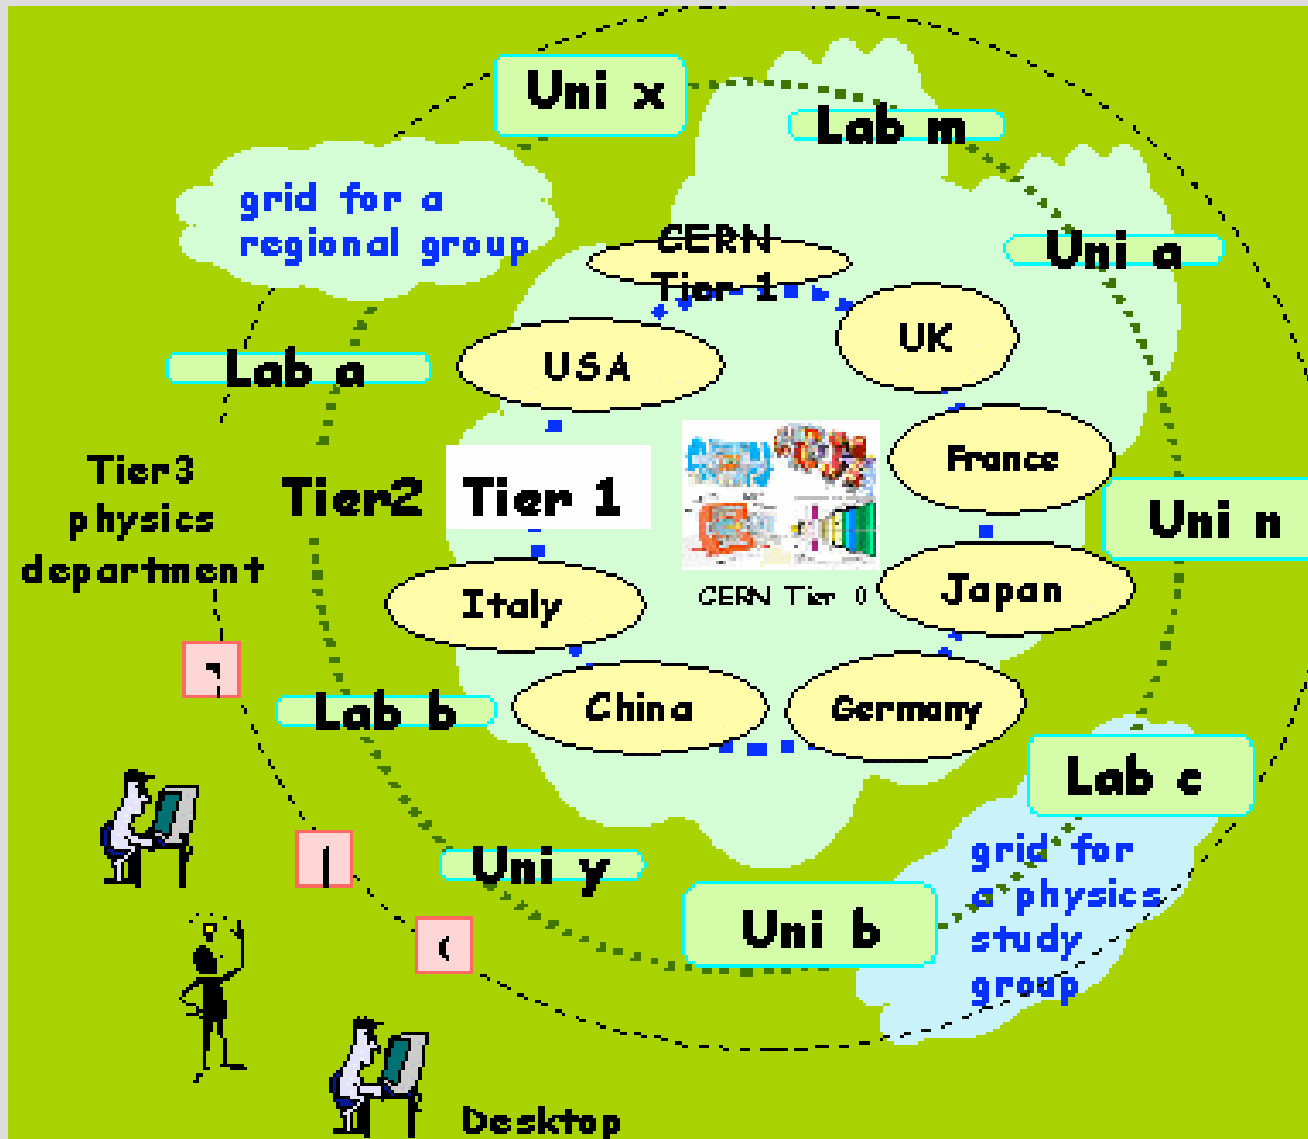 Uni x
Lab m
grid for a
regional group
Uni a
CERN
Tier 1
UK
USA
Lab a
France
Tier3
physics
department
Tier2
Tier 1
Uni n
CERN Tier 0
Japan
Italy
Lab b
China
Germany
Lab c
grid for
a physics
study
group
Uni y
Uni b
Desktop